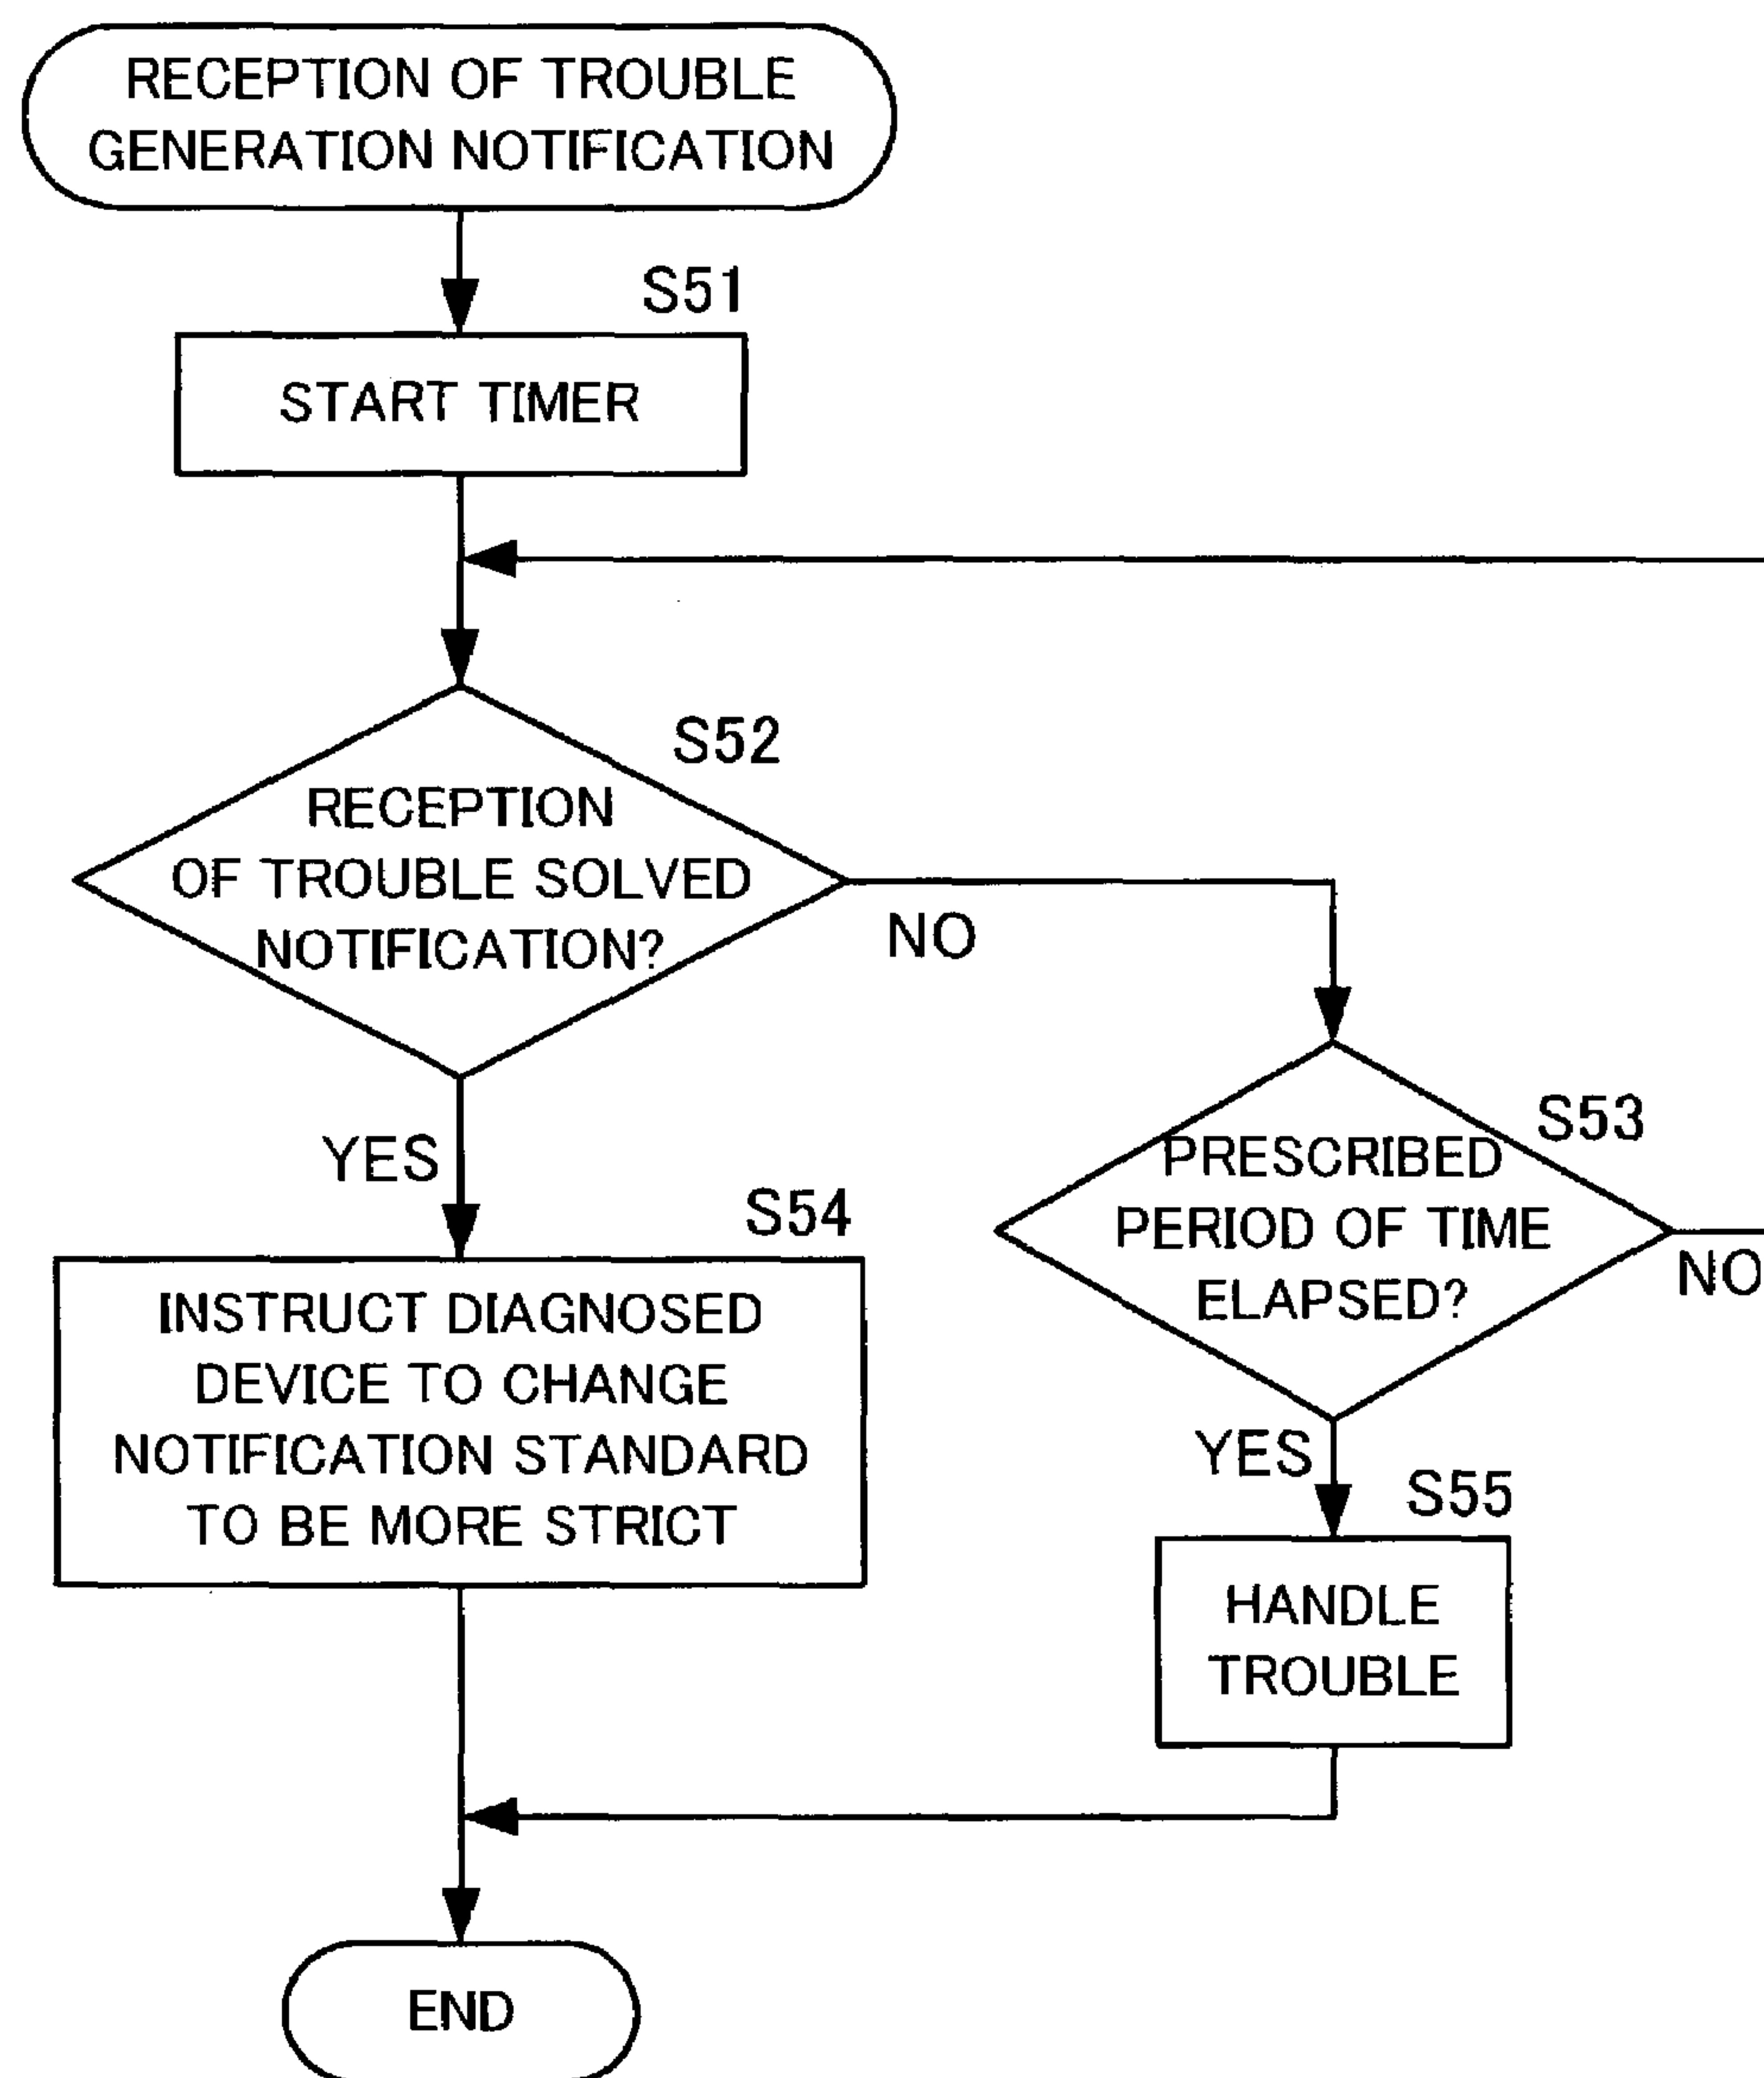 RECEPTION OF TROUBLE
GENERATION NOTIFICATION
S51
START TIMER
S52
RECEPTION
OF TROUBLE SOLVED
NOTIFICATION?
NO
YES
S53
PRESCRIBED
PERIOD OF TIME
ELAPSED?
NO
YES
S54
INSTRUCT DIAGNOSED
DEVICE TO CHANGE
NOTIFICATION STANDARD
TO BE MORE STRICT
S55
HANDLE
TROUBLE
END